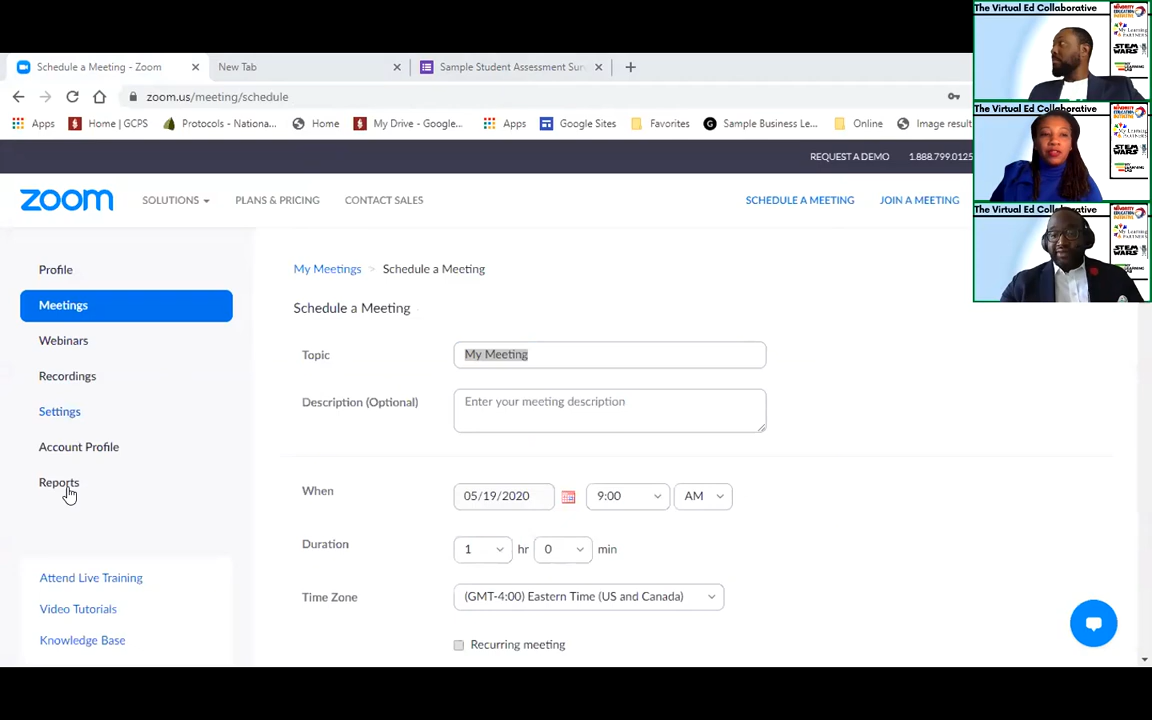 The Virtual Ed Collaborative
Schedule a Meeting - Zoom
New Tab
Sample Student Assessment Sur
zoom.us/meeting/schedule
Apps
Home | GCPS
Protocols - Nationa...
Home
My Drive - Google...
Apps
Google Sites
Favorites
Sample Business Le...
Online
Image result
The Virtual Ed Collaborative
REQUEST A DEMO
1.888.799.0125
zoom
SOLUTIONS
PLANS & PRICING
CONTACT SALES
SCHEDULE A MEETING
JOIN A MEETING
The Virtual Ed Collaborative
Profile
Meetings
Webinars
Recordings
Settings
Account Profile
Reports
Attend Live Training
Video Tutorials
Knowledge Base
My Meetings > Schedule a Meeting
Schedule a Meeting
Topic
My Meeting
Description (Optional)
Enter your meeting description
When
05/19/2020
9:00
AM
Duration
1
hr
0
min
Time Zone
(GMT-4:00) Eastern Time (US and Canada)
Recurring meeting